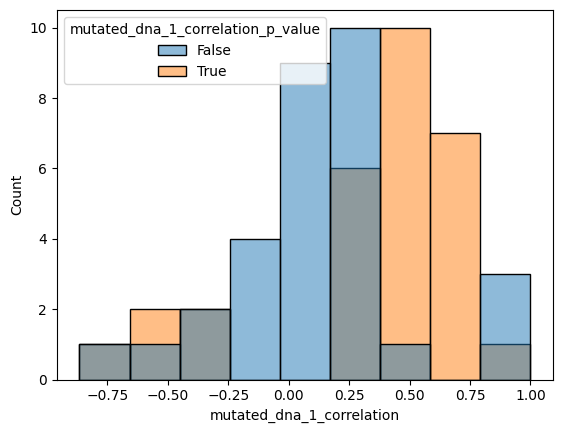 mutated_dna_1_correlation_p_value
False
True
10
8
6
4
2
0
Count
−0.75 −0.50 −0.25 0.00 0.25 0.50 0.75 1.00
mutated_dna_1_correlation